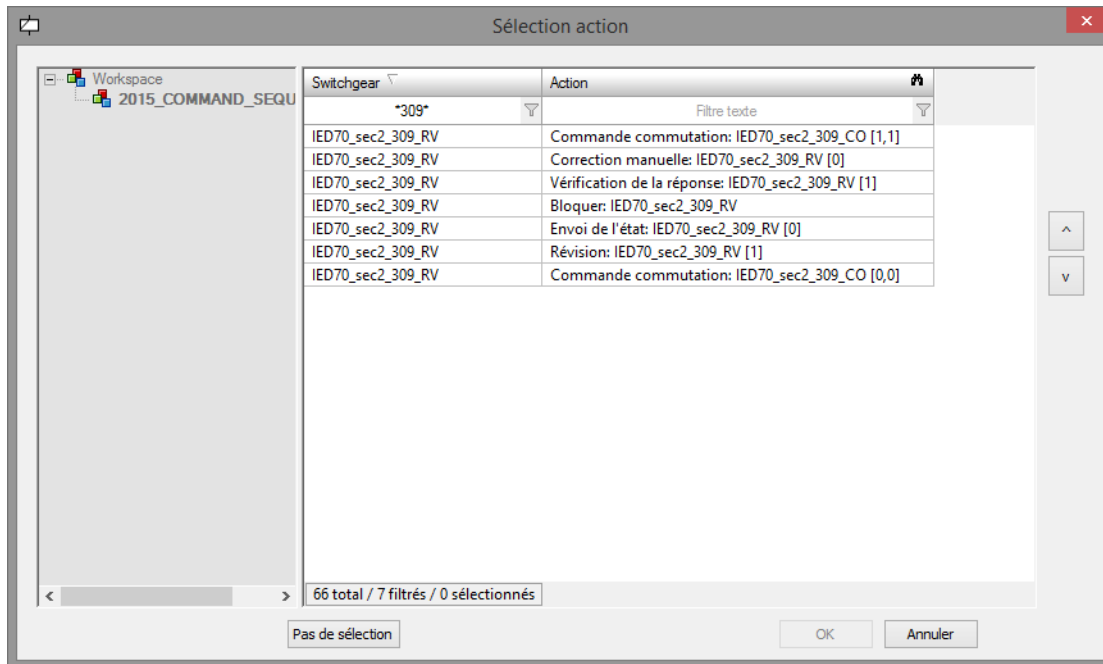 Sélection action
Workspace
2015_COMMAND_SEQU
Switchgear Action
*309* Filtre texte
IED70_sec2_309_RV Commande commutation: IED70_sec2_309_CO [1,1]
IED70_sec2_309_RV Correction manuelle: IED70_sec2_309_RV [0]
IED70_sec2_309_RV Vérification de la réponse: IED70_sec2_309_RV [1]
IED70_sec2_309_RV Bloquer: IED70_sec2_309_RV
IED70_sec2_309_RV Envoi de l'état: IED70_sec2_309_RV [0]
IED70_sec2_309_RV Révision: IED70_sec2_309_RV [1]
IED70_sec2_309_RV Commande commutation: IED70_sec2_309_CO [0,0]
66 total / 7 filtrés / 0 sélectionnés
Pas de sélection OK Annuler